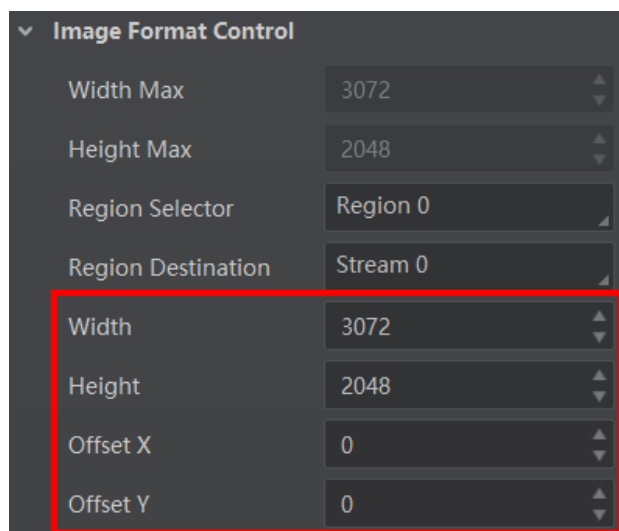 Image Format Control
Width Max 3072
Height Max 2048
Region Selector Region 0
Region Destination Stream 0
Width 3072
Height 2048
Offset X 0
Offset Y 0